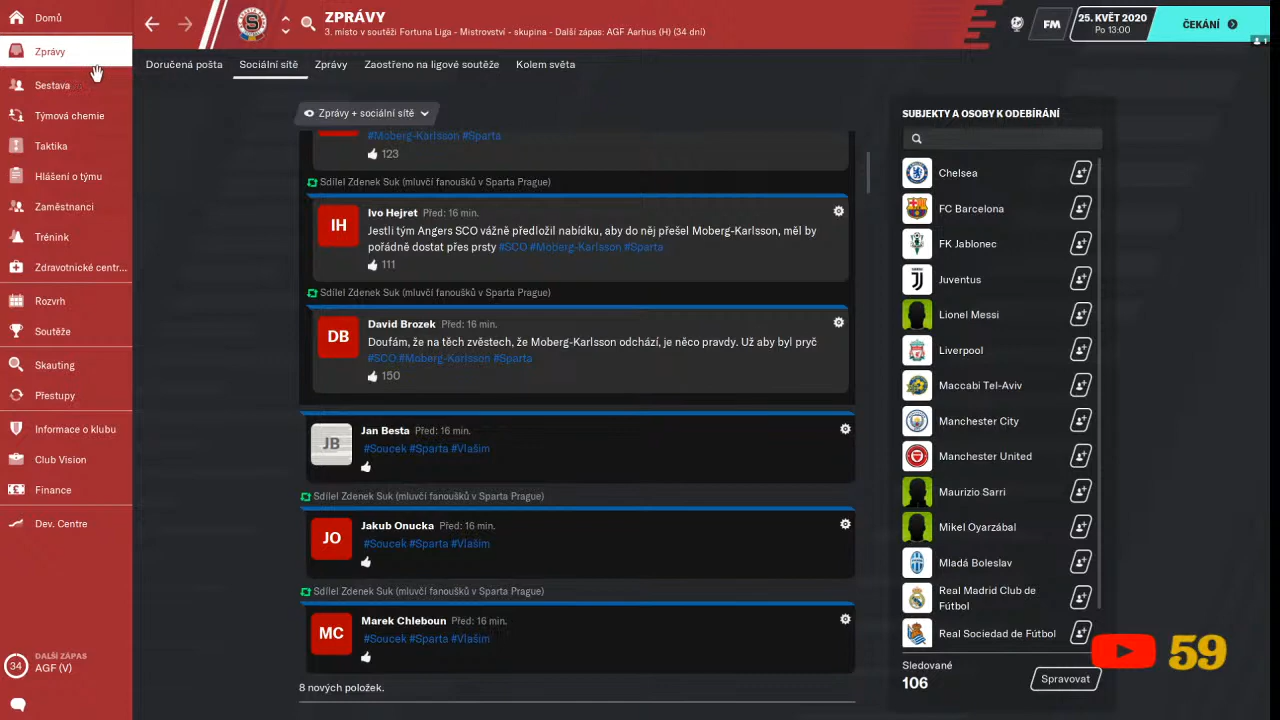 Domů
Zprávy
Sestava
Týmová chemie
Taktika
Hlášení o týmu
Zaměstnanci
Trénink
Zdravotnické centr...
Rozvrh
Soutěže
Skauting
Přestupy
Informace o klubu
Club Vision
Finance
Dev. Centre
34
DALŠÍ ZÁPAS
AGF (V)
ZPRÁVY
3. místo v soutěži Fortuna Liga - Mistrovství - skupina - Další zápas: AGF Aarhus (H) (34 dní)
FM
25. KVĚT 2020
Po 13:00
ČEKÁNÍ
1
Doručená pošta
Sociální sítě
Zprávy
Zaostřeno na ligové soutěže
Kolem světa
Zprávy + sociální sítě
#Moberg-Karlsson #Sparta
123
Sdílel Zdenek Suk (mluvčí fanoušků v Sparta Prague)
IH
Ivo Hejret Před: 16 min.
Jestli tým Angers SCO vážně předložil nabídku, aby do něj přešel Moberg-Karlsson, měl by
pořádně dostat přes prsty #SCO #Moberg-Karlsson #Sparta
111
Sdílel Zdenek Suk (mluvčí fanoušků v Sparta Prague)
DB
David Brozek Před: 16 min.
Doufám, že na těch zvěstech, že Moberg-Karlsson odchází, je něco pravdy. Už aby byl pryč
#SCO #Moberg-Karlsson #Sparta
150
JB
Jan Besta Před: 16 min.
#Soucek #Sparta #Vlašim
Sdílel Zdenek Suk (mluvčí fanoušků v Sparta Prague)
JO
Jakub Onucka Před: 16 min.
#Soucek #Sparta #Vlašim
Sdílel Zdenek Suk (mluvčí fanoušků v Sparta Prague)
MC
Marek Chleboun Před: 16 min.
#Soucek #Sparta #Vlašim
8 nových položek.
SUBJEKTY A OSOBY K ODEBÍRÁNÍ
Chelsea
FC Barcelona
FK Jablonec
Juventus
Lionel Messi
Liverpool
Maccabi Tel-Aviv
Manchester City
Manchester United
Maurizio Sarri
Mikel Oyarzábal
Mladá Boleslav
Real Madrid Club de
Fútbol
Real Sociedad de Fútbol
Sledované
106
Spravovat
59